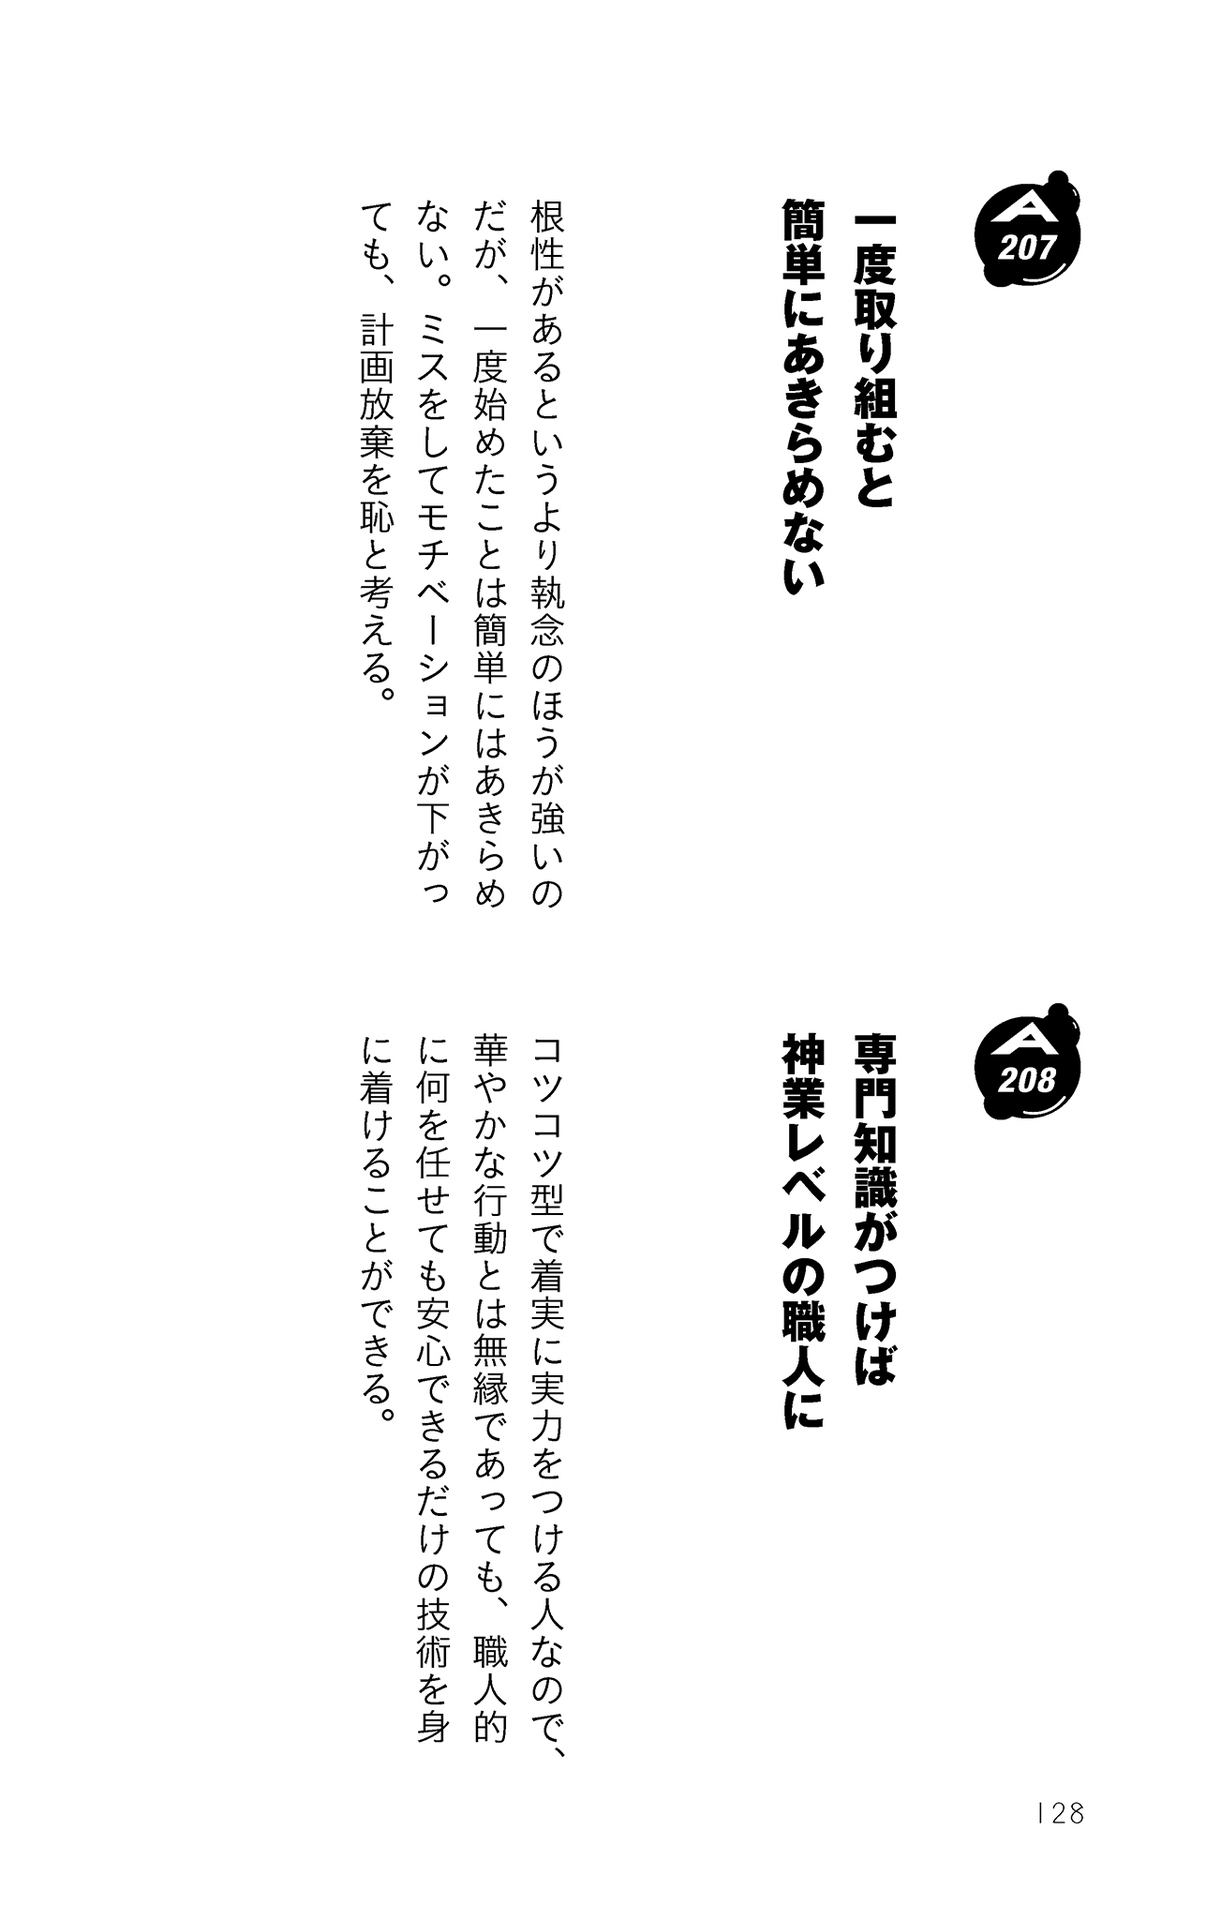 A
207
一度取り組むと
簡単にあきらめない
根性があるというより執念のほうが強いの
だが、一度始めたことは簡単にはあきらめ
ない。ミスをしてモチベーションが下がっ
ても、計画放棄を恥と考える。
A
208
専門知識がつけば
神業レベルの職人に
コツコツ型で着実に実力をつける人なので、
華やかな行動とは無縁であっても、職人的
に何を任せても安心できるだけの技術を身
に着けることができる。
128